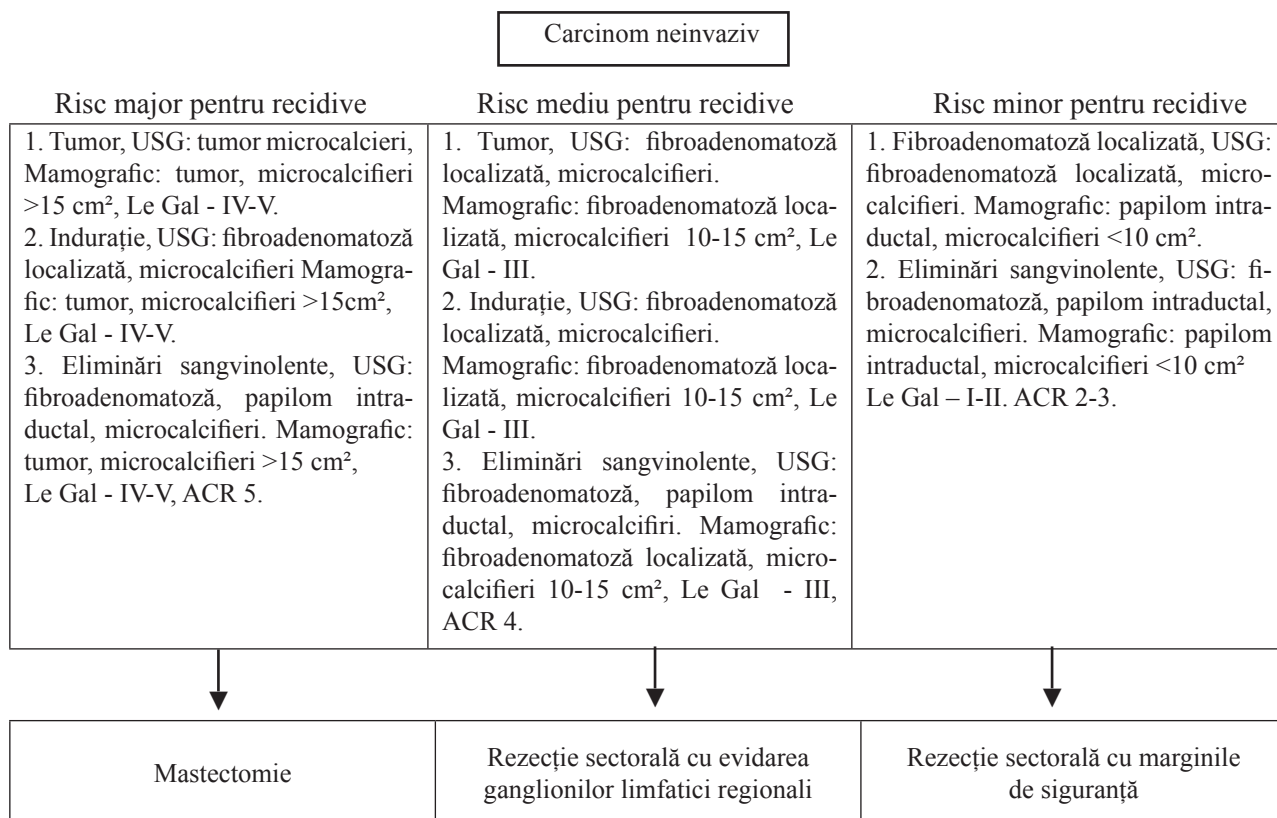 Carcinom neinvaziv
Risc major pentru recidive
1. Tumor, USG: tumor microcalcieri,
Mamografic: tumor, microcalcifieri
>15 cm², Le Gal - IV-V.
2. Indurație, USG: fibroadenomatoză
localizată, microcalcifieri Mamogra-
fic: tumor, microcalcifieri >15cm²,
Le Gal - IV-V.
3. Eliminări sangvinolente, USG:
fibroadenomatoză, papilom intra-
ductal, microcalcifieri. Mamografic:
tumor, microcalcifieri >15 cm²,
Le Gal - IV-V, ACR 5.
Mastectomie
Risc mediu pentru recidive
1. Tumor, USG: fibroadenomatoză
localizată, microcalcifieri.
Mamografic: fibroadenomatoză loca-
lizată, microcalcifieri 10-15 cm², Le
Gal - III.
2. Indurație, USG: fibroadenomatoză
localizată, microcalcifieri.
Mamografic: fibroadenomatoză loca-
lizată, microcalcifieri 10-15 cm², Le
Gal - III.
3. Eliminări sangvinolente, USG:
fibroadenomatoză, papilom intra-
ductal, microcalcifiri. Mamografic:
fibroadenomatoză localizată, micro-
calcifieri 10-15 cm², Le Gal - III,
ACR 4.
Rezecție sectorală cu evidarea
ganglionilor limfatici regionali
Risc minor pentru recidive
1. Fibroadenomatoză localizată, USG:
fibroadenomatoză localizată, micro-
calcifieri. Mamografic: papilom intra-
ductal, microcalcifieri <10 cm².
2. Eliminări sangvinolente, USG: fi-
broadenomatoză, papilom intraductal,
microcalcifieri. Mamografic: papilom
intraductal, microcalcifieri <10 cm²
Le Gal – I-II. ACR 2-3.
Rezecție sectorală cu marginile
de siguranță